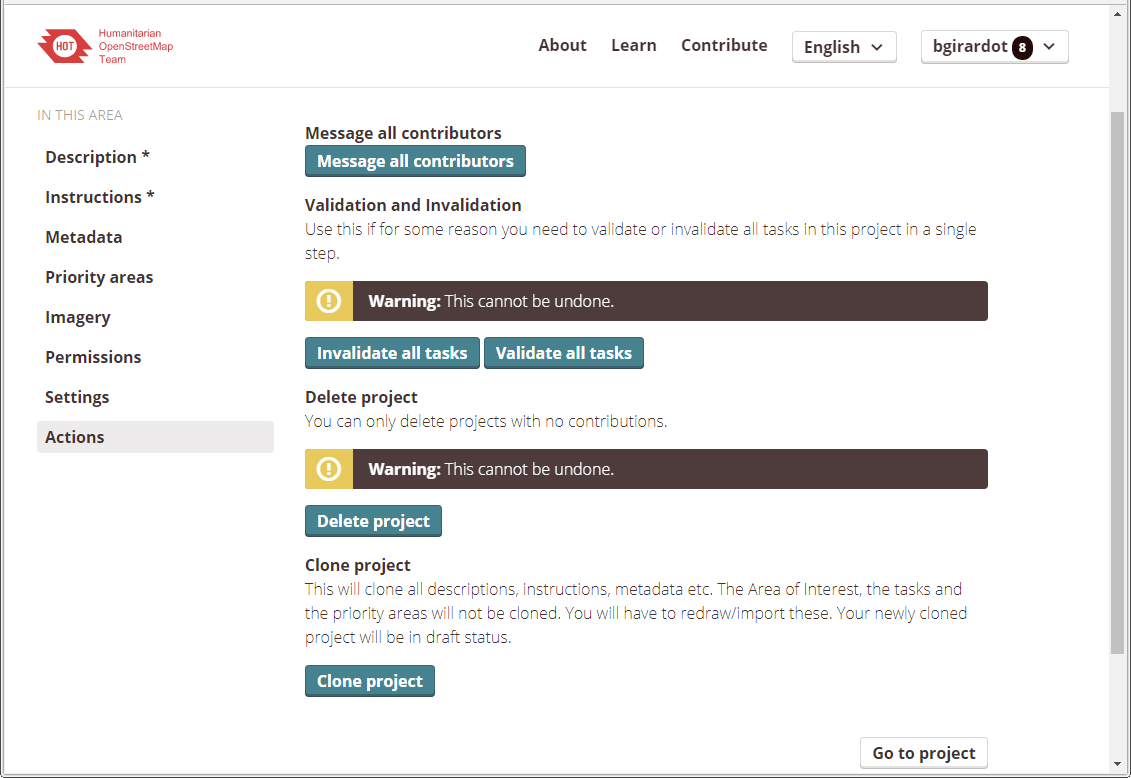 HOT
Humanitarian
OpenStreetMap
Team
About Learn Contribute English bgirardot 8
IN THIS AREA
Description *
Instructions *
Metadata
Priority areas
Imagery
Permissions
Settings
Actions
Message all contributors
Message all contributors
Validation and Invalidation
Use this if for some reason you need to validate or invalidate all tasks in this project in a single
step.
Warning: This cannot be undone.
Invalidate all tasks Validate all tasks
Delete project
You can only delete projects with no contributions.
Warning: This cannot be undone.
Delete project
Clone project
This will clone all descriptions, instructions, metadata etc. The Area of Interest, the tasks and
the priority areas will not be cloned. You will have to redraw/import these. Your newly cloned
project will be in draft status.
Clone project
Go to project